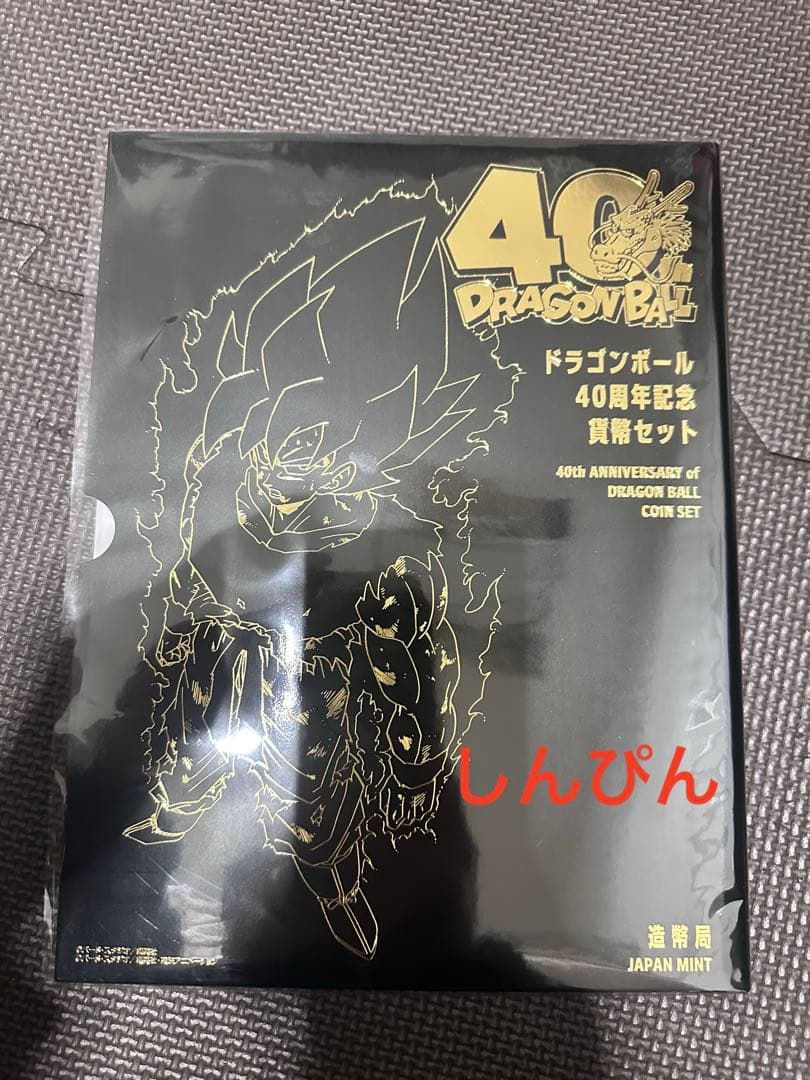 40th
DRAGON BALL
ドラゴンボール
40周年記念
貨幣セット
40th ANNIVERSARY of
DRAGON BALL
COIN SET
しんぴん
造幣局
JAPAN MINT